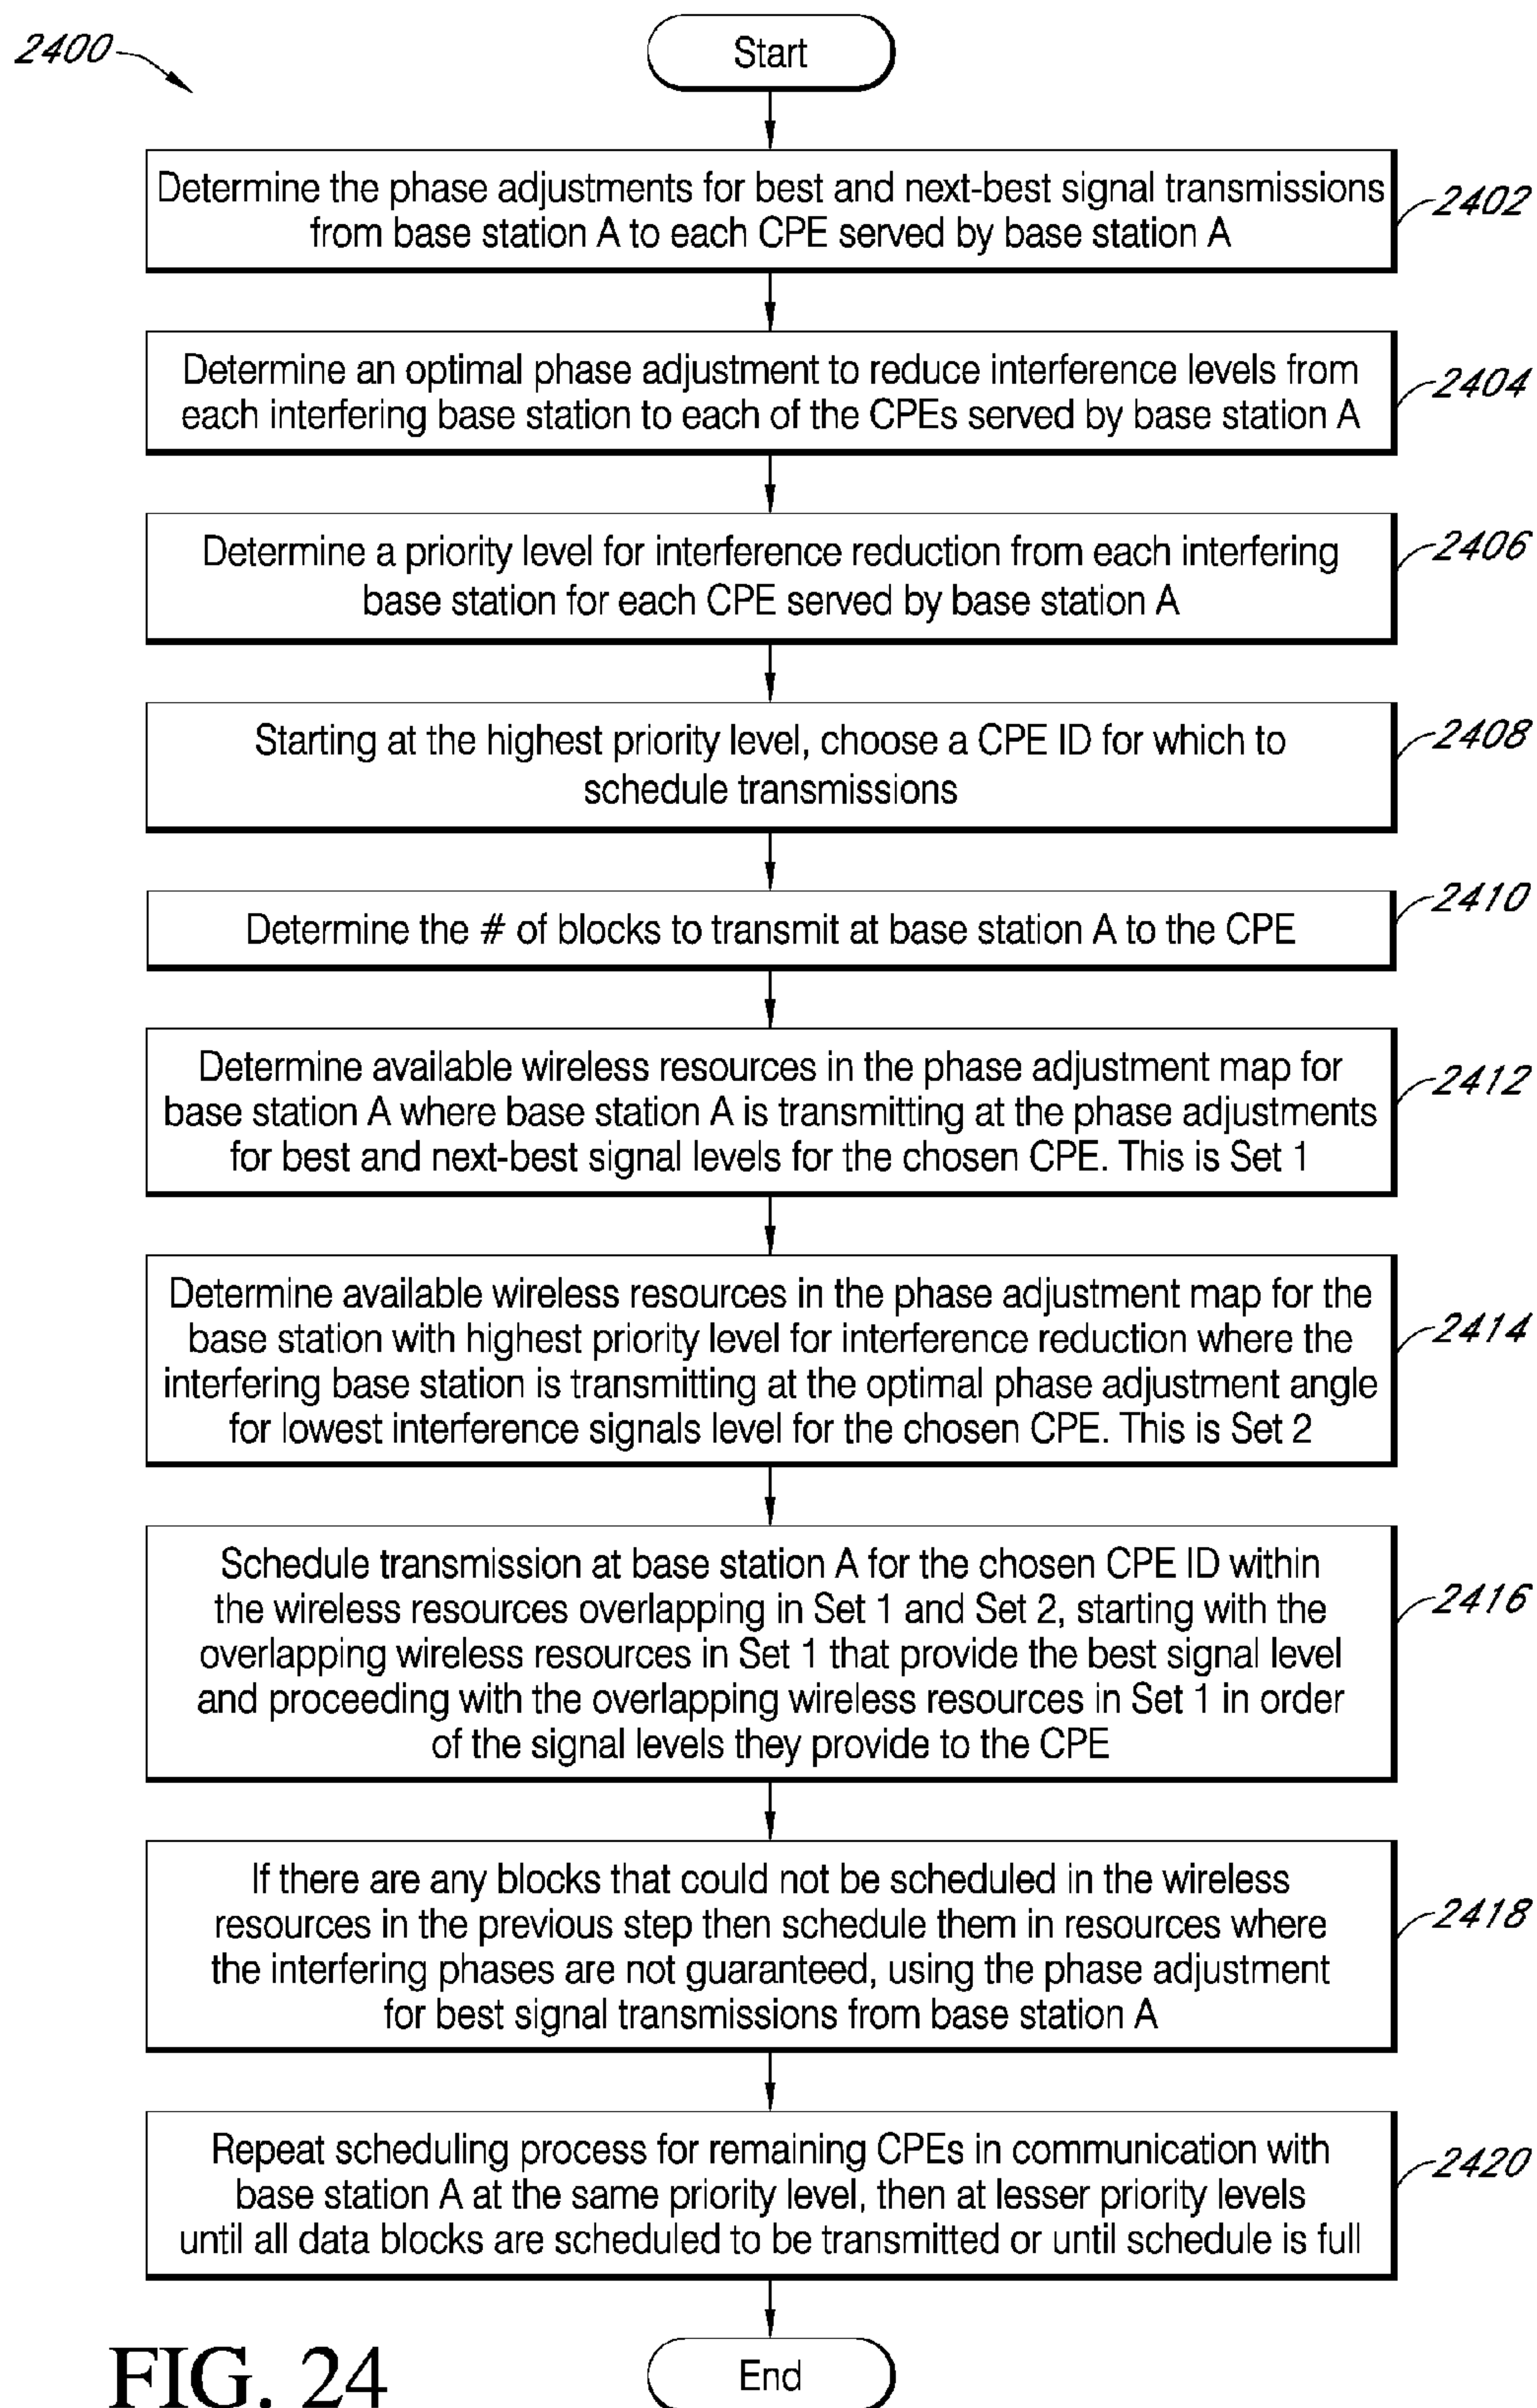 2400
Start
Determine the phase adjustments for best and next-best signal transmissions
from base station A to each CPE served by base station A
2402
Determine an optimal phase adjustment to reduce interference levels from
each interfering base station to each of the CPEs served by base station A
2404
Determine a priority level for interference reduction from each interfering
base station for each CPE served by base station A
2406
Starting at the highest priority level, choose a CPE ID for which to
schedule transmissions
2408
Determine the # of blocks to transmit at base station A to the CPE
2410
Determine available wireless resources in the phase adjustment map for
base station A where base station A is transmitting at the phase adjustments
for best and next-best signal levels for the chosen CPE. This is Set 1
2412
Determine available wireless resources in the phase adjustment map for the
base station with highest priority level for interference reduction where the
interfering base station is transmitting at the optimal phase adjustment angle
for lowest interference signals level for the chosen CPE. This is Set 2
2414
Schedule transmission at base station A for the chosen CPE ID within
the wireless resources overlapping in Set 1 and Set 2, starting with the
overlapping wireless resources in Set 1 that provide the best signal level
and proceeding with the overlapping wireless resources in Set 1 in order
of the signal levels they provide to the CPE
2416
If there are any blocks that could not be scheduled in the wireless
resources in the previous step then schedule them in resources where
the interfering phases are not guaranteed, using the phase adjustment
for best signal transmissions from base station A
2418
Repeat scheduling process for remaining CPEs in communication with
base station A at the same priority level, then at lesser priority levels
until all data blocks are scheduled to be transmitted or until schedule is full
2420
End
FIG. 24